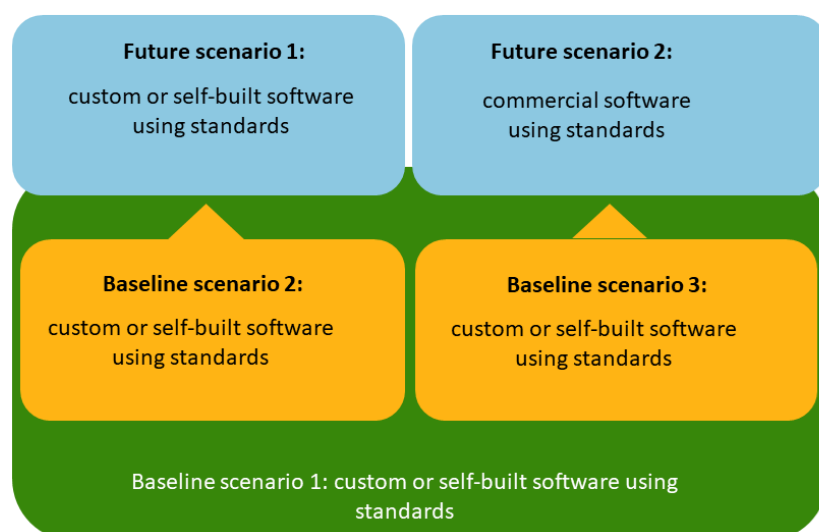 Future scenario 1:
custom or self-built software
using standards
Future scenario 2:
commercial software
using standards
Baseline scenario 2:
custom or self-built software
using standards
Baseline scenario 3:
custom or self-built software
using standards
Baseline scenario 1: custom or self-built software using
standards